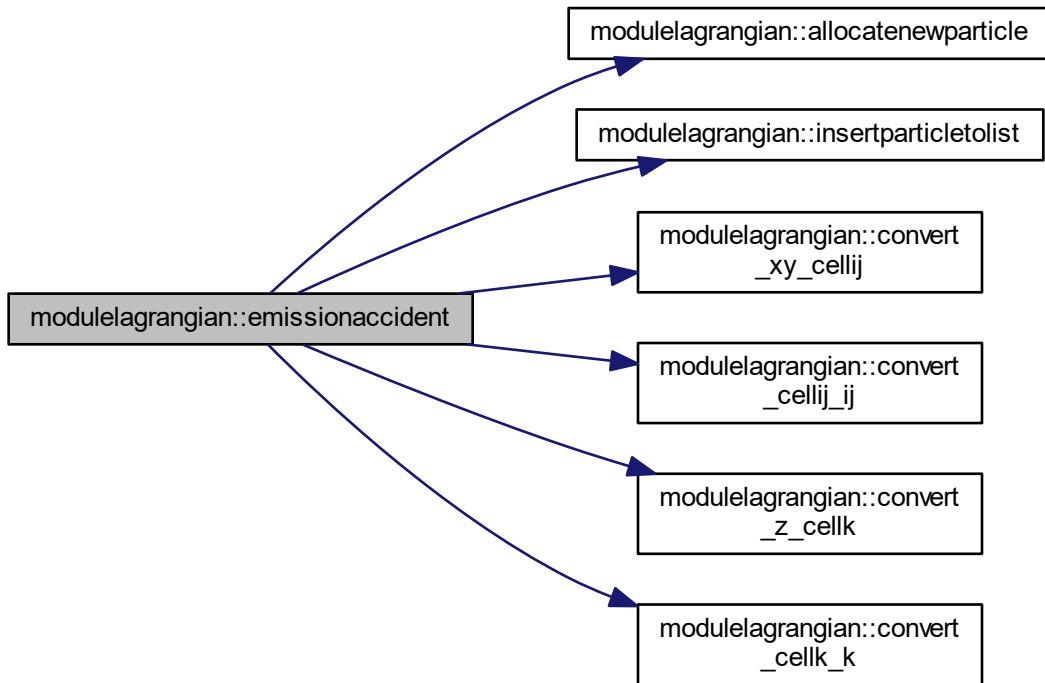 modulelagrangian::allocatenewparticle
modulelagrangian::insertparticletolist
modulelagrangian::convert
_xy_cellij
modulelagrangian::emissionaccident
modulelagrangian::convert
_cellij_ij
modulelagrangian::convert
_z_cellk
modulelagrangian::convert
_cellk_k